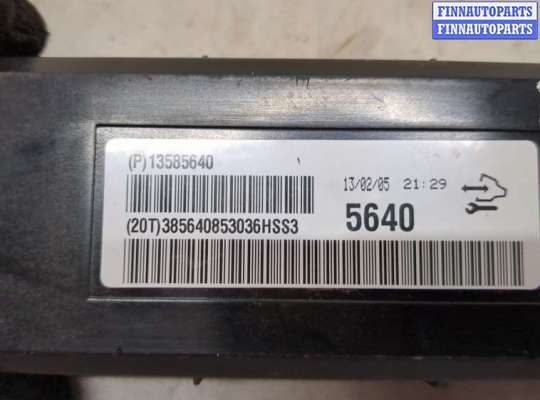 FINNAUTOPARTS
FINNAUTOPARTS
(P)13585640
13/02/05 21:29
(20T)385640853036HSS3
5640